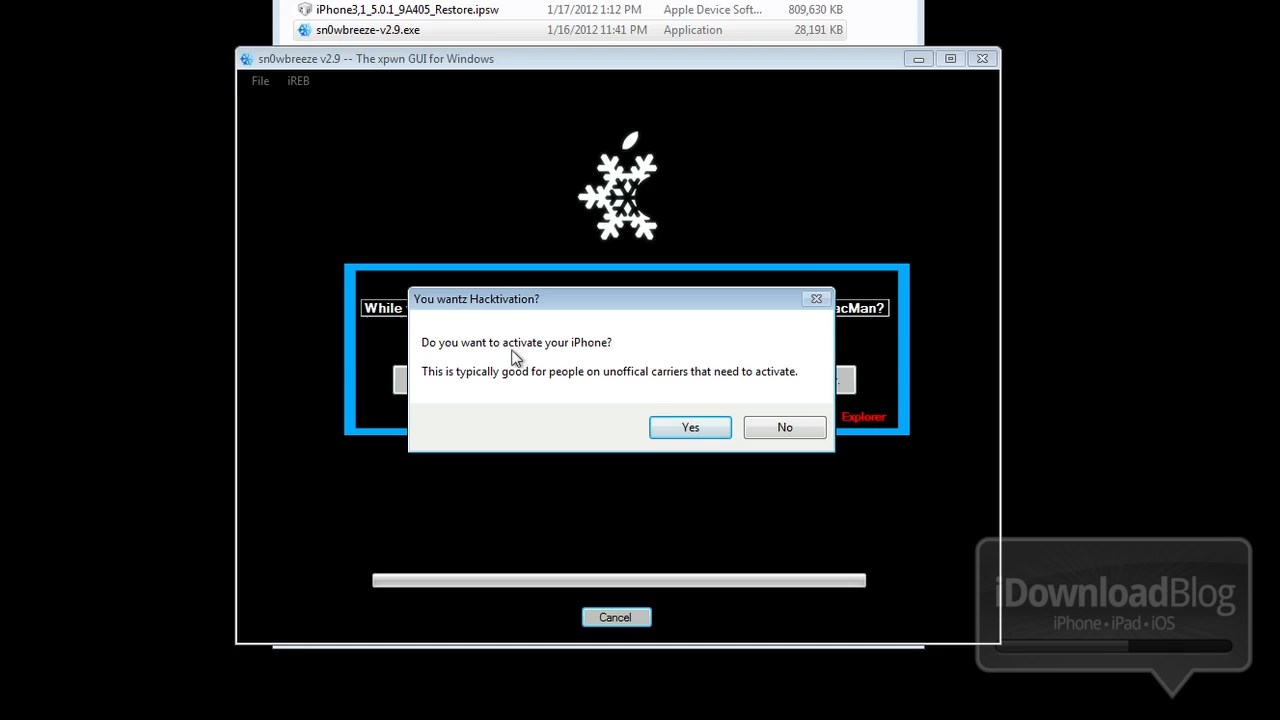 iPhone3,1_5.0.1_9A405_Restore.ipsw 1/17/2012 1:12 PM Apple Device Soft... 809,630 KB
sn0wbreeze-v2.9.exe 1/16/2012 11:41 PM Application 28,191 KB
sn0wbreeze v2.9 -- The xpwn GUI for Windows
File iREB
You wantz Hacktivation?
While acMan?
Do you want to activate your iPhone?
This is typically good for people on unoffical carriers that need to activate.
Explorer
Yes No
Cancel
iDownloadBlog
iPhone • iPad • iOS